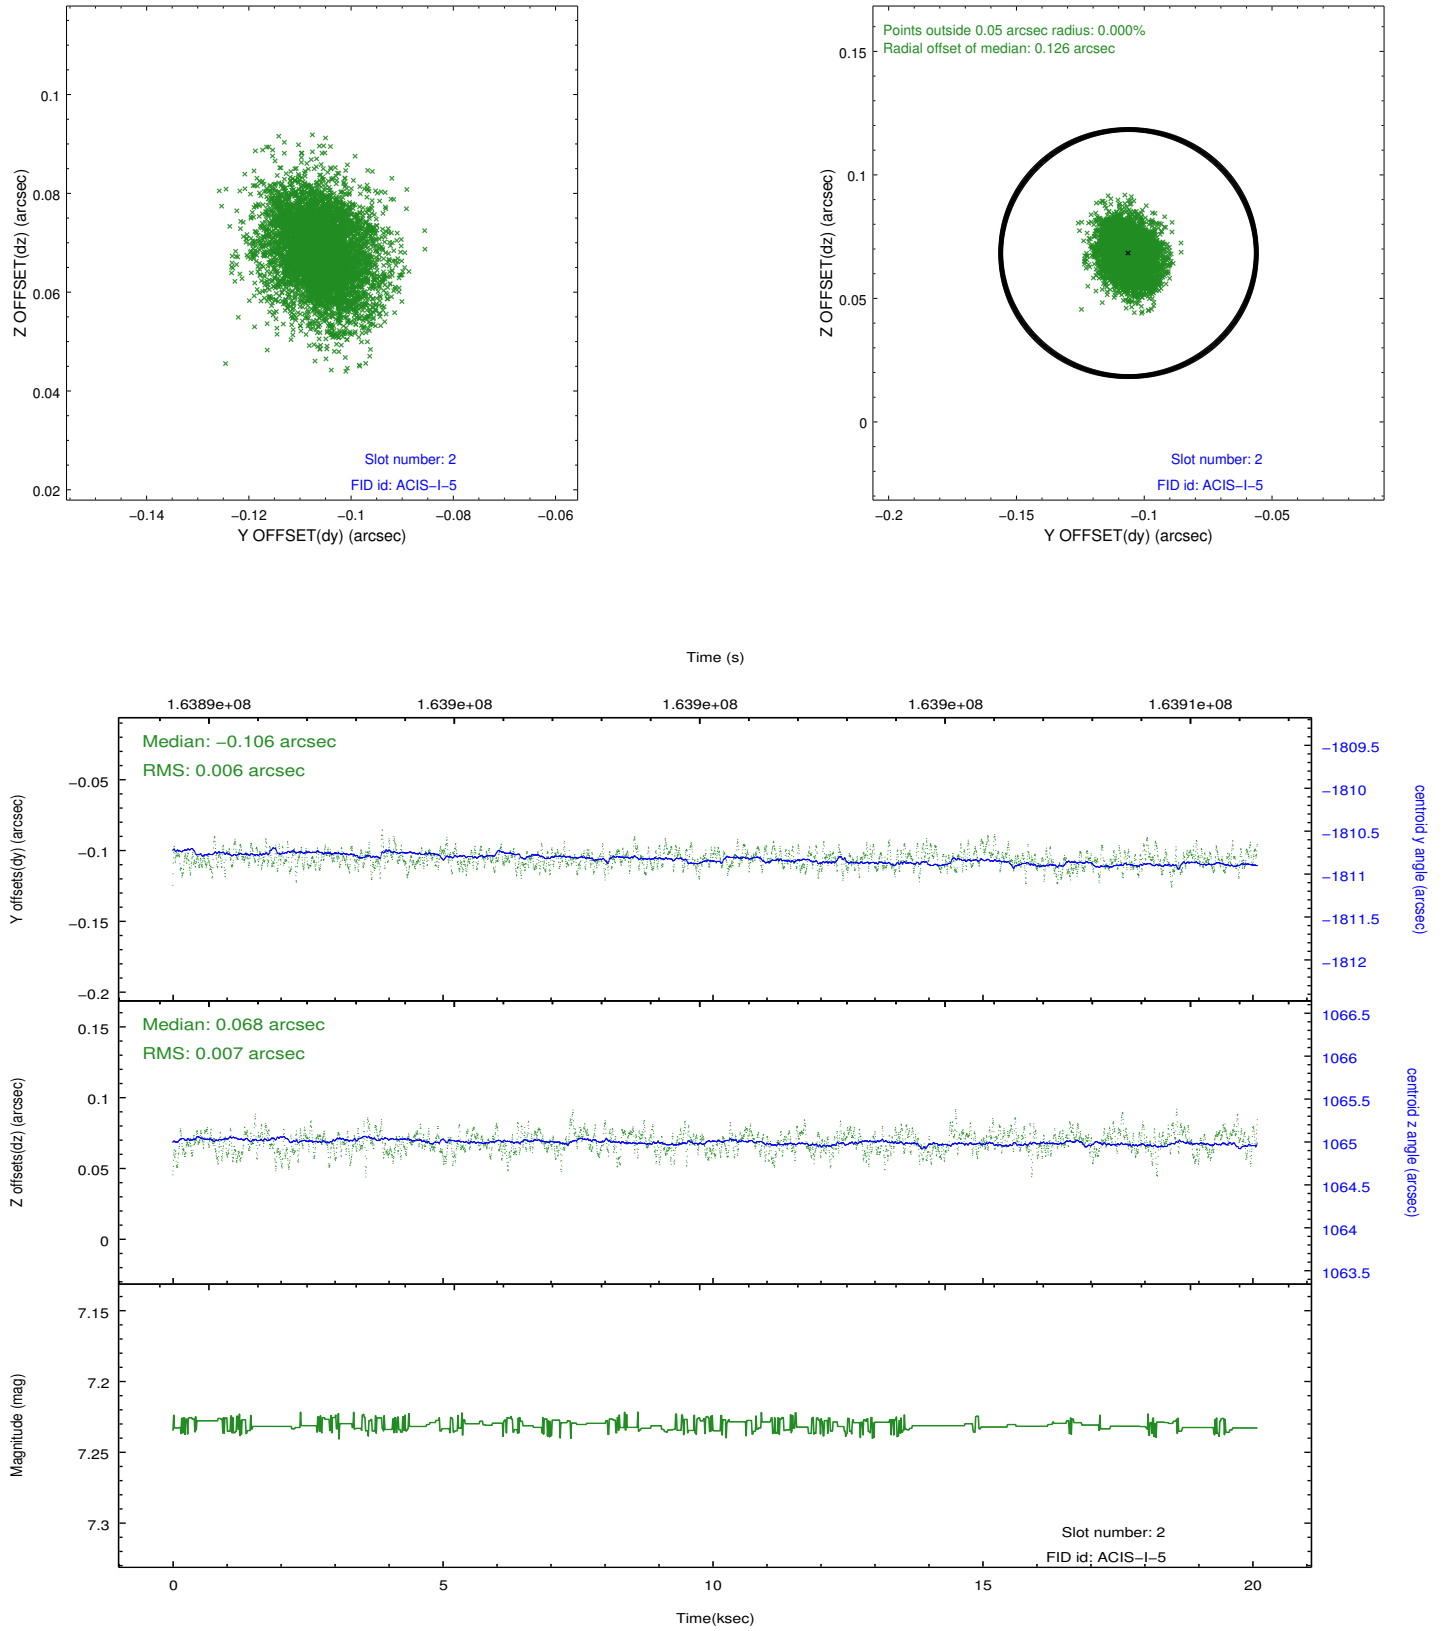 0.1
0.08
0.06
0.04
0.02
Z OFFSET(dz) (arcsec)
Slot number: 2
FID id: ACIS−I−5
−0.14 −0.12 −0.1 −0.08 −0.06
Y OFFSET(dy) (arcsec)
Points outside 0.05 arcsec radius: 0.000%
Radial offset of median: 0.126 arcsec
0.15
0.1
0.05
0
Z OFFSET(dz) (arcsec)
Slot number: 2
FID id: ACIS−I−5
−0.2 −0.15 −0.1 −0.05
Y OFFSET(dy) (arcsec)
Time (s)
1.6389e+08 1.639e+08 1.639e+08 1.639e+08 1.6391e+08
Median: −0.106 arcsec
RMS: 0.006 arcsec
−0.05
−0.1
−0.15
−0.2
Y offsets(dy) (arcsec)
−1809.5
−1810
−1810.5
−1811
−1811.5
−1812
centroid y angle (arcsec)
Median: 0.068 arcsec
RMS: 0.007 arcsec
0.15
0.1
0.05
0
Z offsets(dz) (arcsec)
1066.5
1066
1065.5
1065
1064.5
1064
1063.5
centroid z angle (arcsec)
7.15
7.2
7.25
7.3
Magnitude (mag)
Slot number: 2
FID id: ACIS−I−5
0 5 10 15 20
Time(ksec)